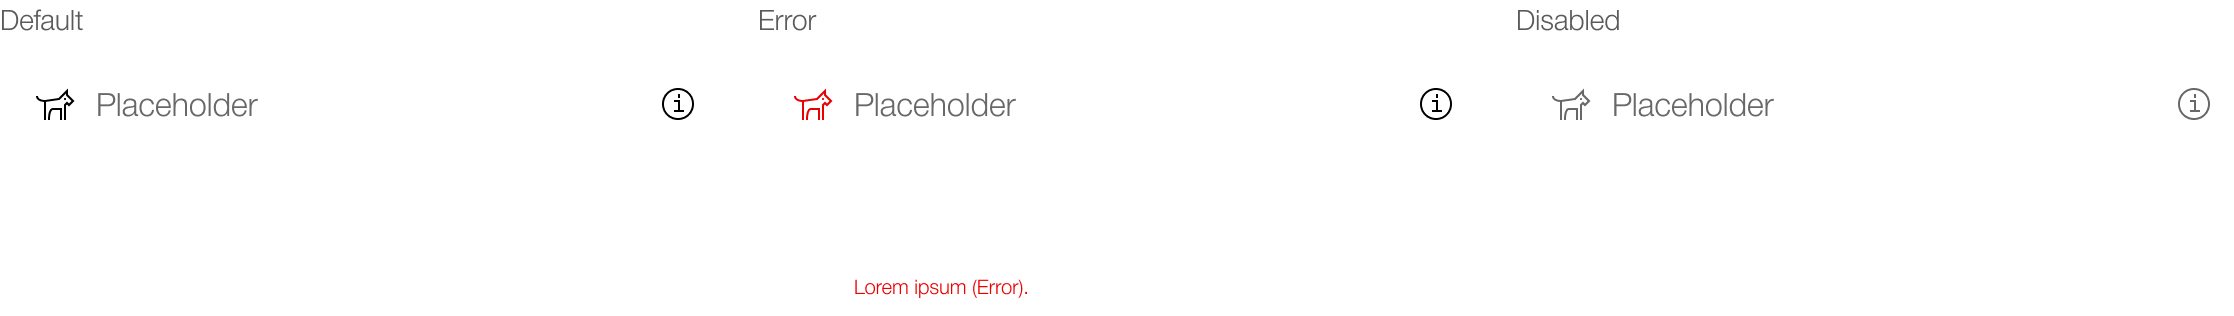 Default
Placeholder
Error
Placeholder
Lorem ipsum (Error).
Disabled
Placeholder